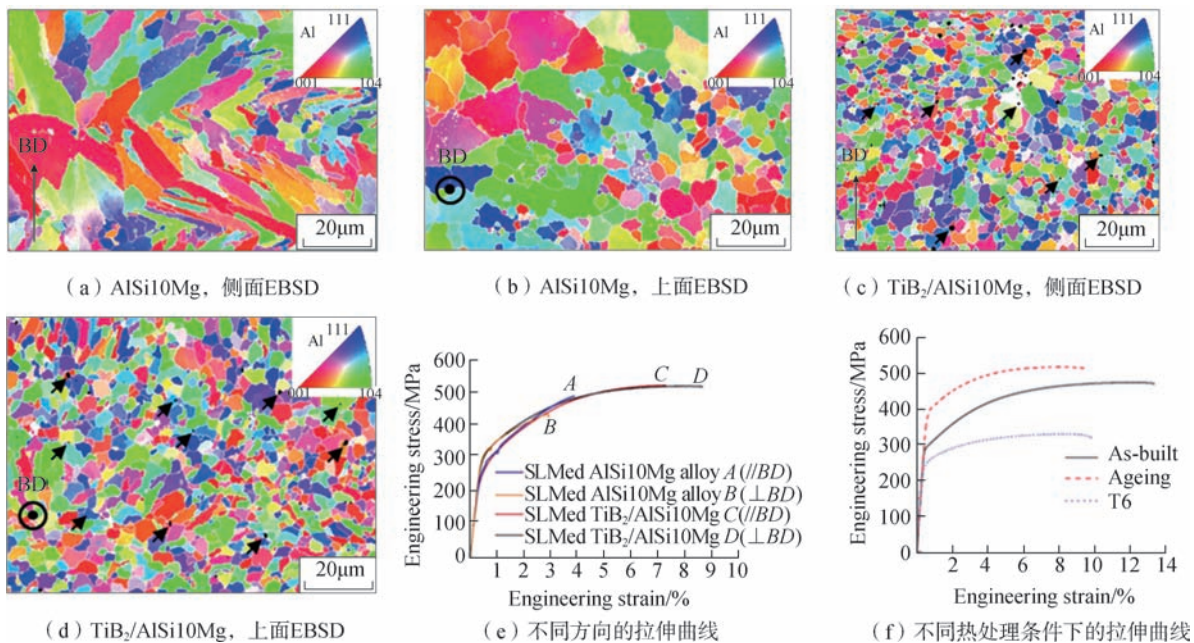 Al
111
001
104
BD
20μm
（a）AlSi10Mg，侧面EBSD
Al
111
001
104
BD
20μm
（b）AlSi10Mg，上面EBSD
Al
111
001
104
BD
20μm
（c）TiB₂/AlSi10Mg，侧面EBSD
Al
111
001
104
BD
20μm
（d）TiB₂/AlSi10Mg，上面EBSD
Engineering stress/MPa
600
500
400
300
200
100
0
A
B
C
D
SLMed AlSi10Mg alloy A(//BD)
SLMed AlSi10Mg alloy B(⊥BD)
SLMed TiB₂/AlSi10Mg C(//BD)
SLMed TiB₂/AlSi10Mg D(⊥BD)
1 2 3 4 5 6 7 8 9 10
Engineering strain/%
（e）不同方向的拉伸曲线
Engineering stress/MPa
600
500
400
300
200
100
0
As-built
Ageing
T6
2 4 6 8 10 12 14
Engineering strain/%
（f）不同热处理条件下的拉伸曲线